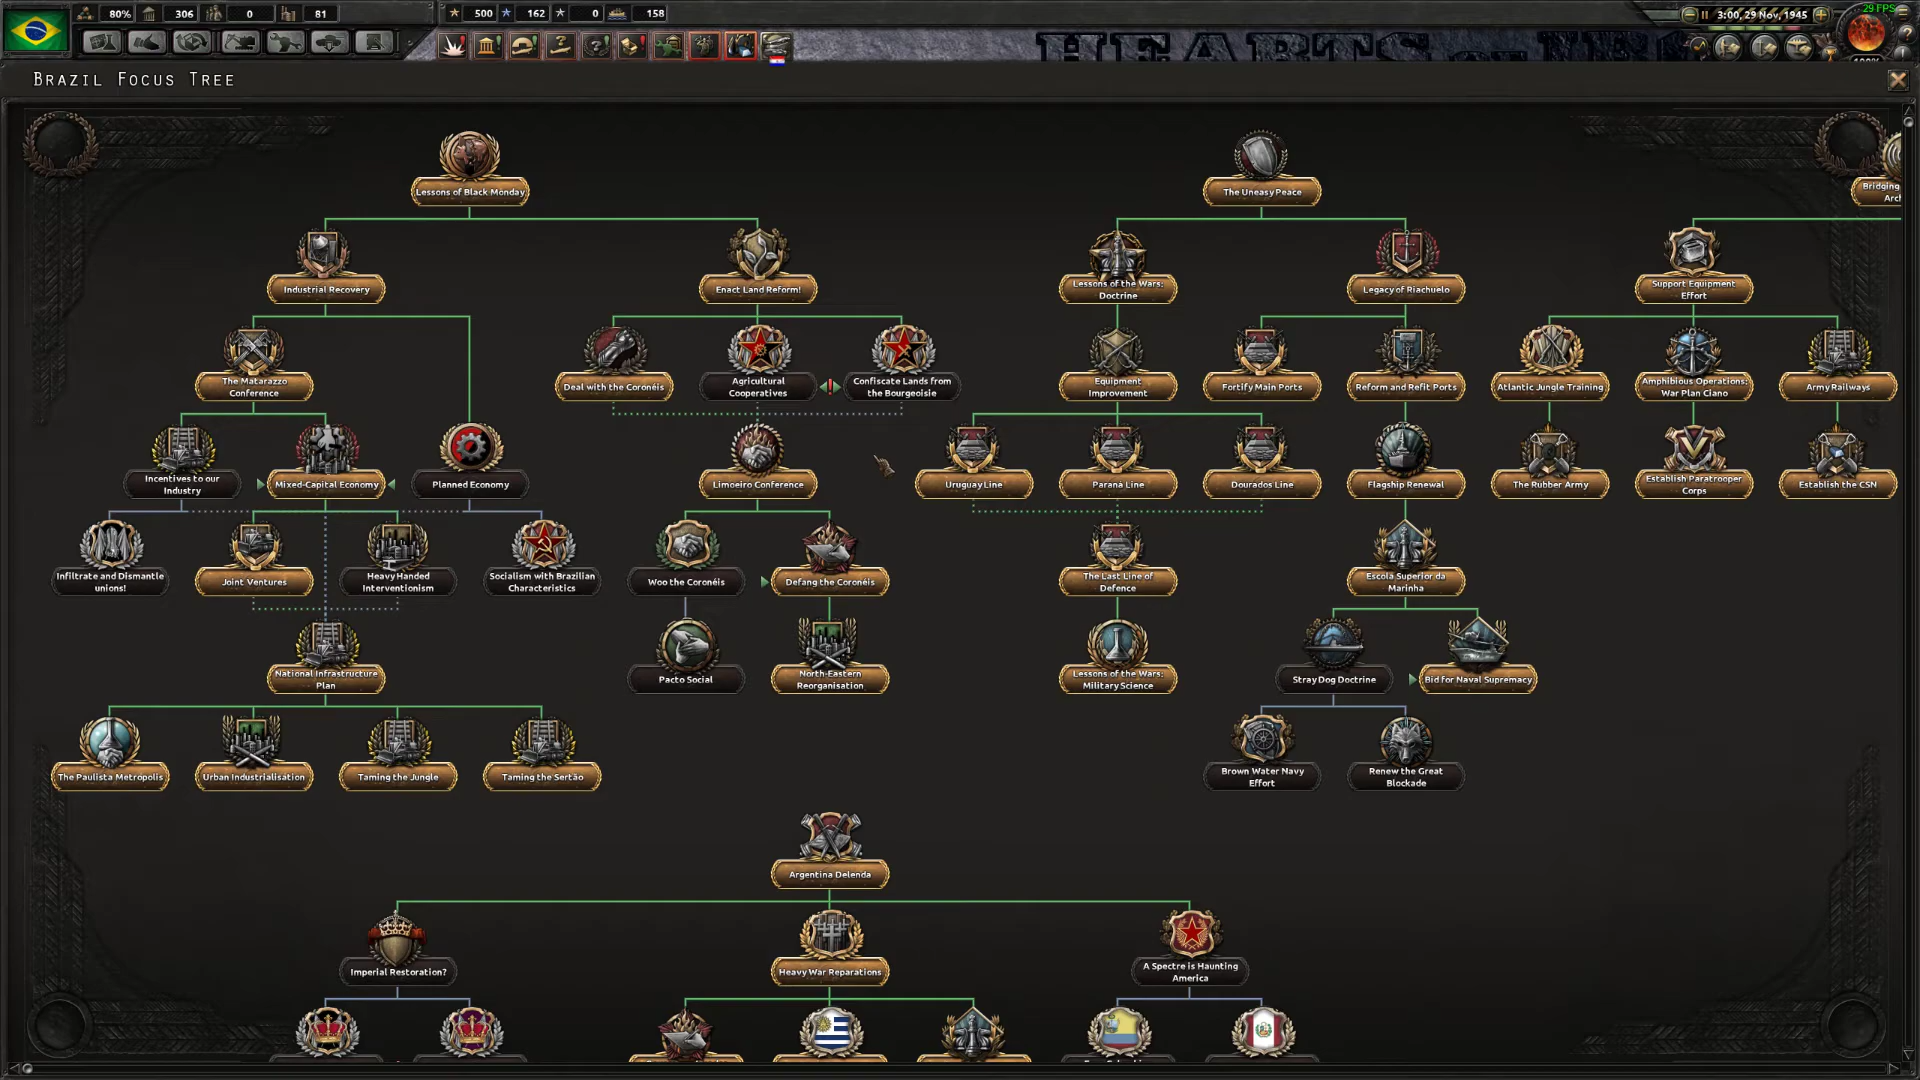 80%
306
0
81
500
162
0
158
29 FPS
3:00, 29 Nov, 1945
100%
HEARTS
BRAZIL FOCUS TREE
Lessons of Black Monday
The Uneasy Peace
Bridging
Arch
Industrial Recovery
Enact Land Reform!
Lessons of the Wars:
Doctrine
Legacy of Riachuelo
Support Equipment
Effort
The Matarazzo
Conference
Deal with the Coronéis
Agricultural
Cooperatives
Confiscate Lands from
the Bourgeoisie
Equipment
Improvement
Fortify Main Ports
Reform and Refit Ports
Atlantic Jungle Training
Amphibious Operations:
War Plan Ciano
Army Railways
Incentives to our
Industry
Mixed-Capital Economy
Planned Economy
Limoeiro Conference
Uruguay Line
Paraná Line
Dourados Line
Flagship Renewal
The Rubber Army
Establish Paratrooper
Corps
Establish the CSN
Infiltrate and Dismantle
unions!
Joint Ventures
Heavy Handed
Interventionism
Socialism with Brazilian
Characteristics
Woo the Coronéis
Defang the Coronéis
The Last Line of
Defence
Escola Superior da
Marinha
National Infrastructure
Plan
Pacto Social
North-Eastern
Reorganisation
Lessons of the Wars:
Military Science
Stray Dog Doctrine
Bid for Naval Supremacy
The Paulista Metropolis
Urban Industrialisation
Taming the Jungle
Taming the Sertão
Brown Water Navy
Effort
Renew the Great
Blockade
Argentina Delenda
Imperial Restoration?
Heavy War Reparations
A Spectre is Haunting
America